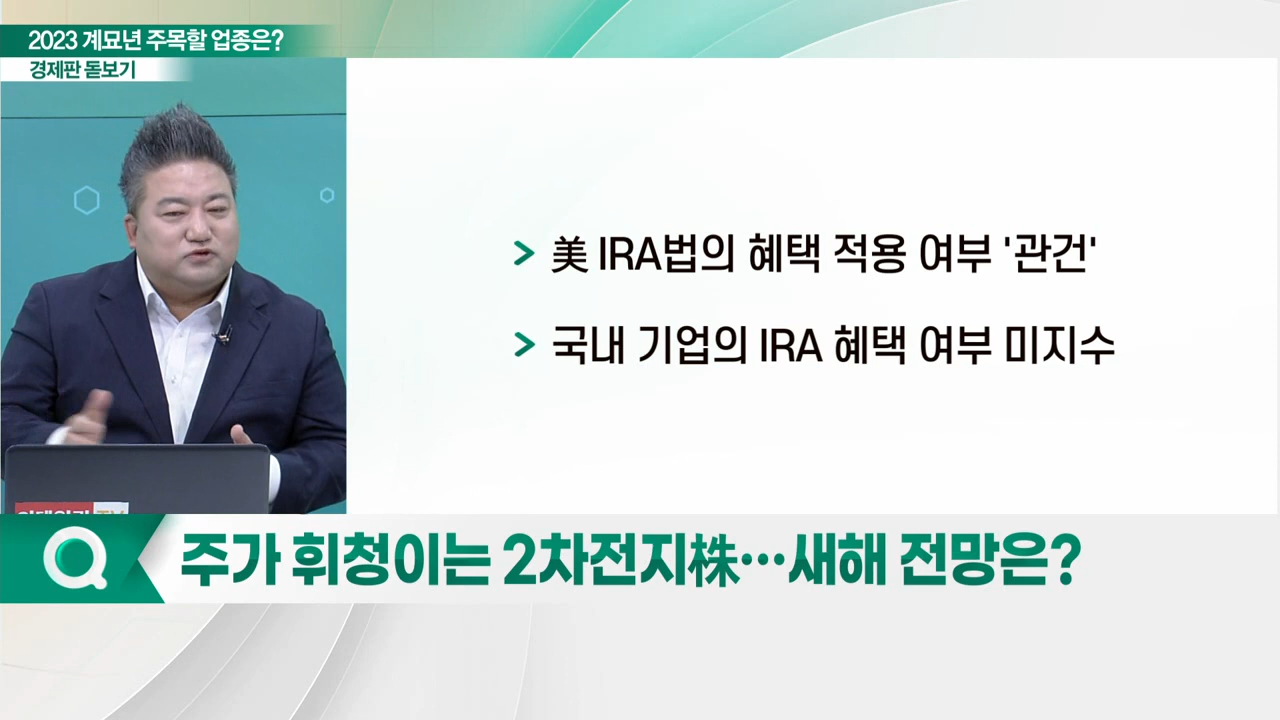 2023 계묘년 주목할 업종은?
경제판 돋보기
> 美 IRA법의 혜택 적용 여부 '관건'
> 국내 기업의 IRA 혜택 여부 미지수
주가 휘청이는 2차전지株…새해 전망은?